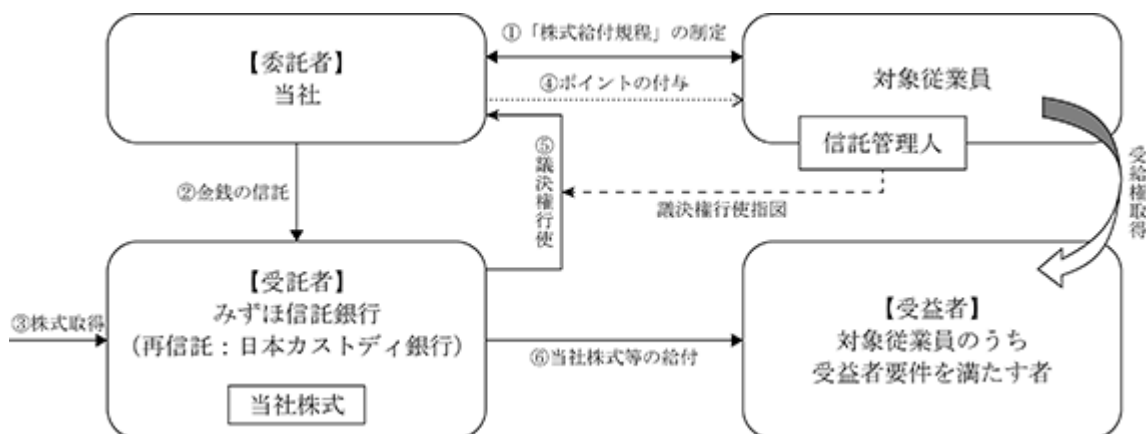 【委託者】
当社
①「株式給付規程」の制定
④ポイントの付与
対象従業員
信託管理人
②金銭の信託
⑤議決権行使
議決権行使指図
受給権取得
③株式取得
【受託者】
みずほ信託銀行
(再信託：日本カストディ銀行)
当社株式
⑥当社株式等の給付
【受益者】
対象従業員のうち
受益者要件を満たす者